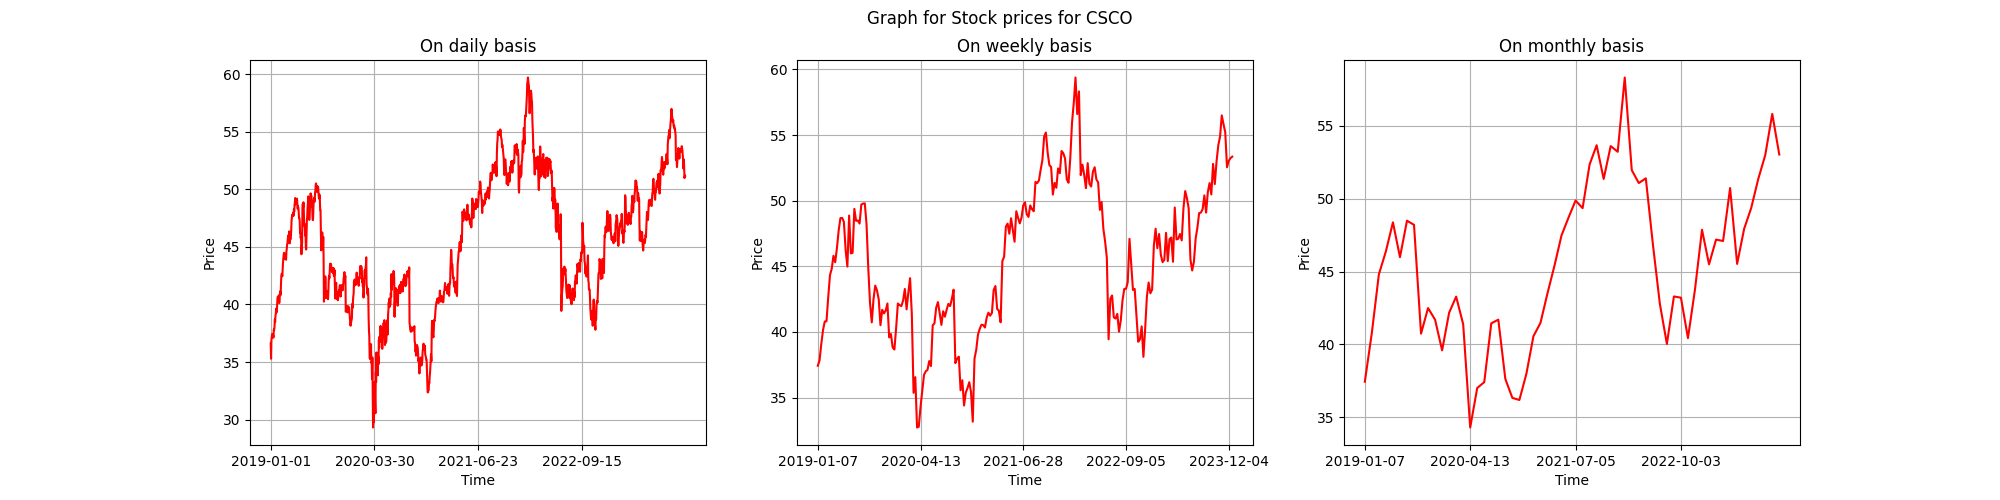 Graph for Stock prices for CSCO
On daily basis
60
55
50
45
40
35
30
Price
2019-01-01 2020-03-30 2021-06-23 2022-09-15
Time
On weekly basis
60
55
50
45
40
35
Price
2019-01-07 2020-04-13 2021-06-28 2022-09-05 2023-12-04
Time
On monthly basis
55
50
45
40
35
Price
2019-01-07 2020-04-13 2021-07-05 2022-10-03
Time